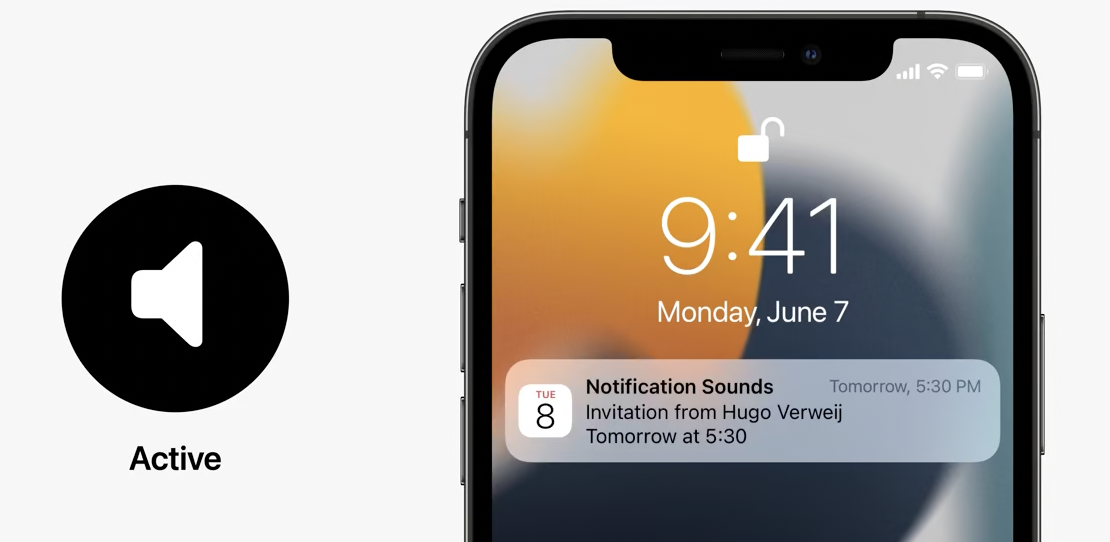 Active
9:41
Monday, June 7
TUE
8
Notification Sounds
Tomorrow, 5:30 PM
Invitation from Hugo Verweij
Tomorrow at 5:30